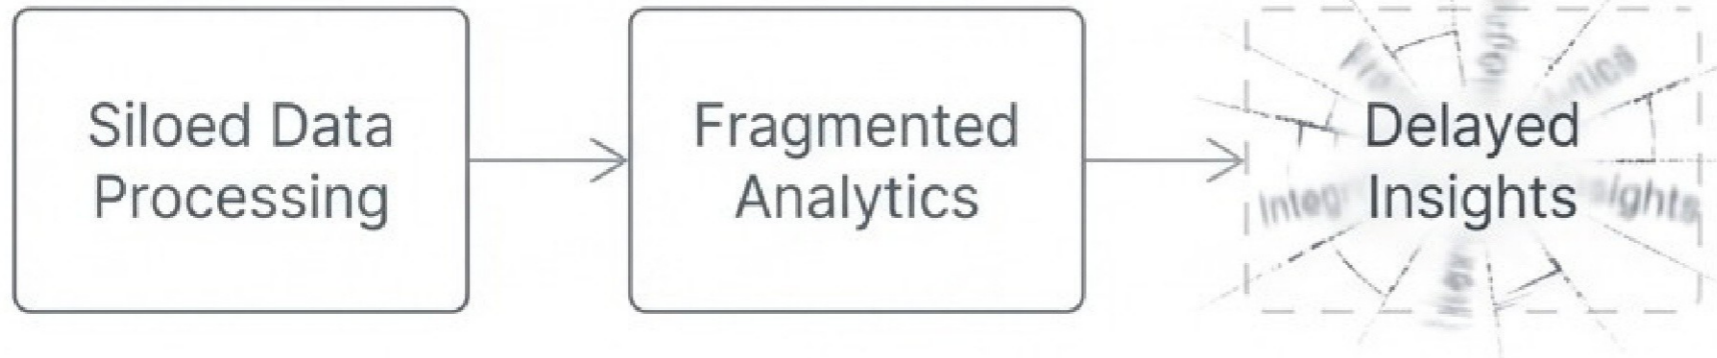 Siloed Data
Processing
Fragmented
Analytics
Delayed
Insights